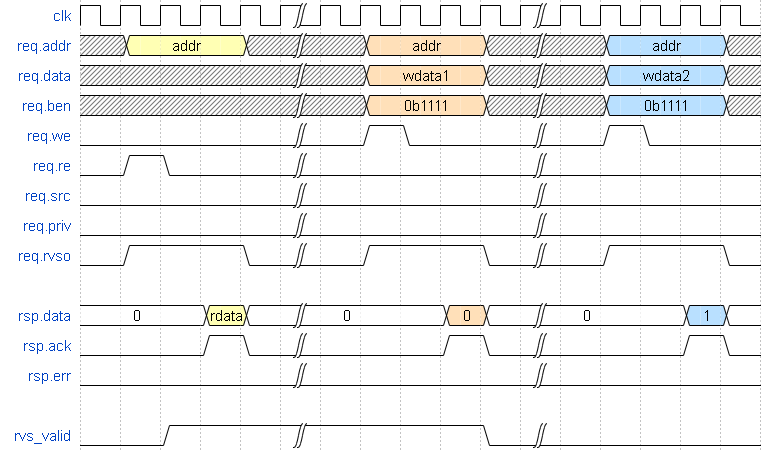 clk
req.addr addr addr addr
req.data wdata1 wdata2
req.ben 0b1111 0b1111
req.we
req.re
req.src
req.priv
req.rvso
rsp.data 0 rdata 0 0 0 1
rsp.ack
rsp.err
rvs_valid